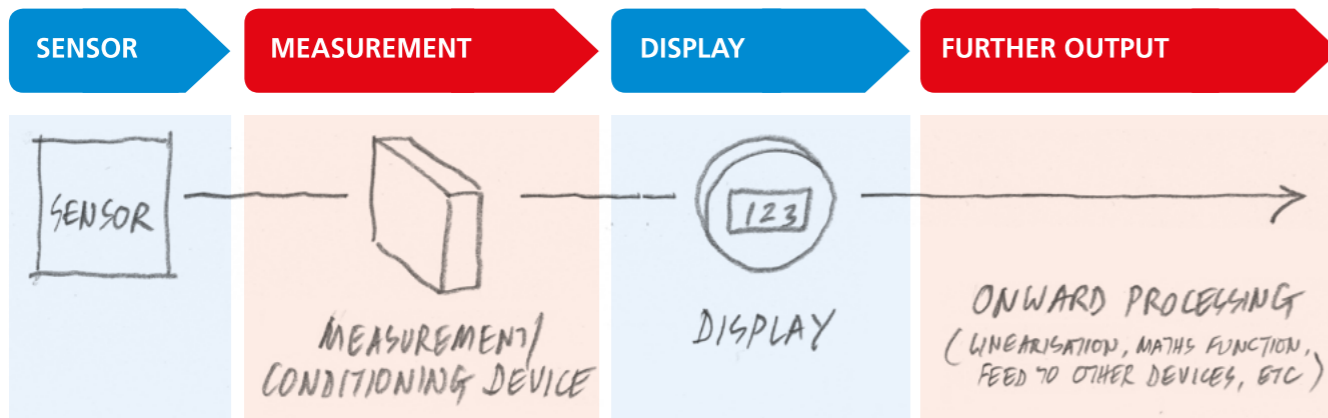 SENSOR
MEASUREMENT
DISPLAY
FURTHER OUTPUT
SENSOR
MEASUREMENT/
CONDITIONING DEVICE
123
DISPLAY
ONWARD PROCESSING
(LINEARISATION, MATHS FUNCTION,
FEED TO OTHER DEVICES, ETC)